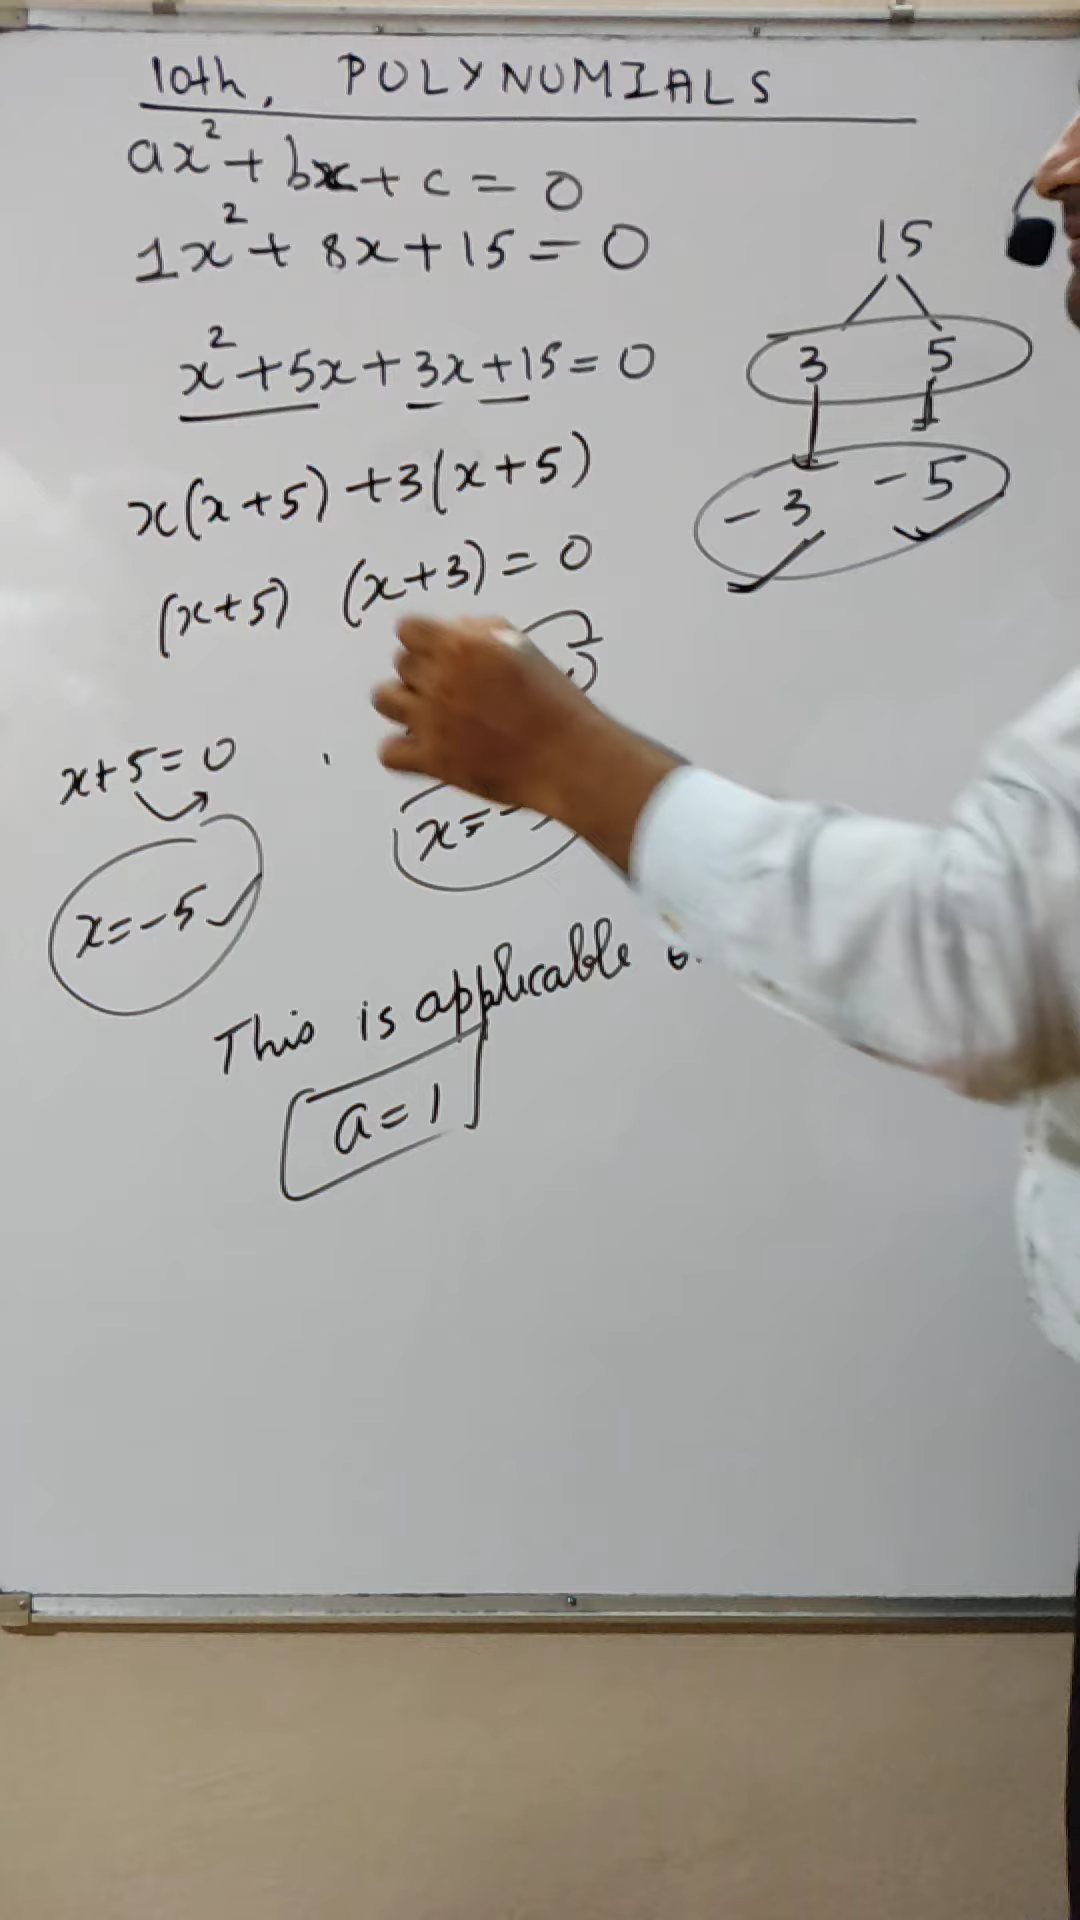 10th, POLYNUMIALS
ax²+bx+c=0
1x²+8x+15=0
x²+5x+3x+15=0
x(x+5)+3(x+5)
(x+5) (x+3)=0
x+5=0
x=-5
x=-
This is applicable
a=1
15
3 5
-3 -5